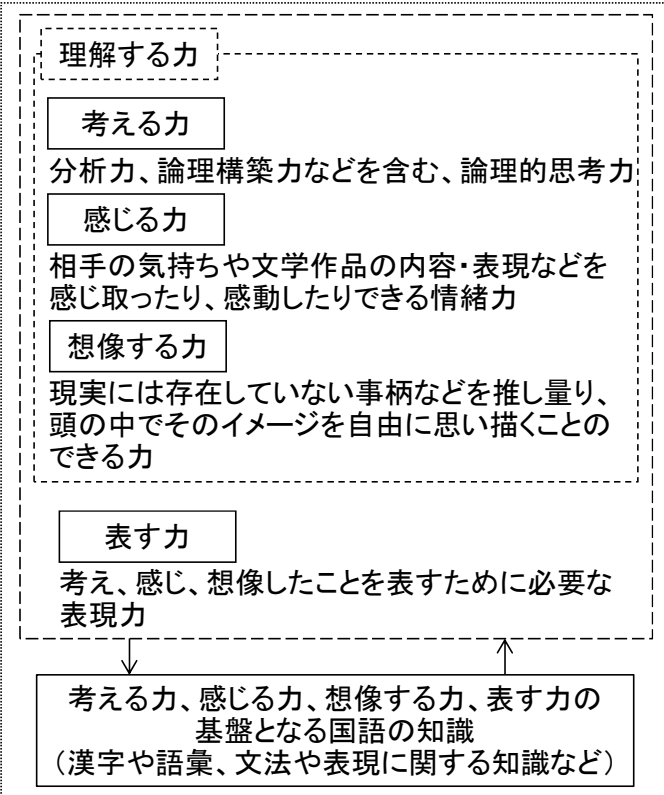 理解する力
考える力
分析力、論理構築力などを含む、論理的思考力
感じる力
相手の気持ちや文学作品の内容・表現などを
感じ取ったり、感動したりできる情緒力
想像する力
現実には存在していない事柄などを推し量り、
頭の中でそのイメージを自由に思い描くことの
できる力
表す力
考え、感じ、想像したことを表すために必要な
表現力
考える力、感じる力、想像する力、表す力の
基盤となる国語の知識
（漢字や語彙、文法や表現に関する知識など）